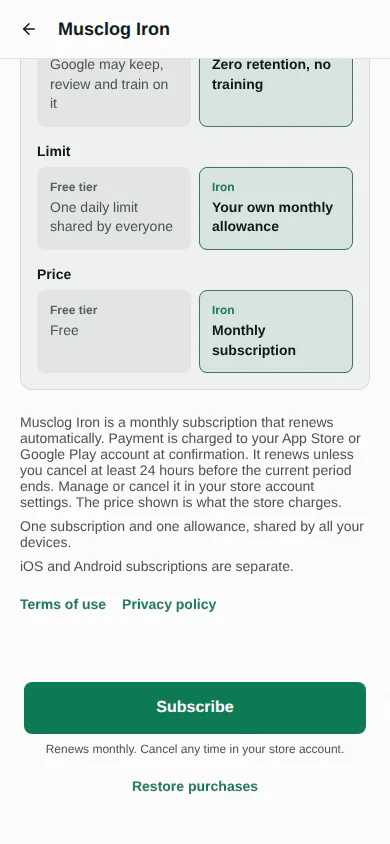 Musclog Iron
Google may keep,
review and train on
it
Zero retention, no
training
Limit
Free tier
One daily limit
shared by everyone
Iron
Your own monthly
allowance
Price
Free tier
Free
Iron
Monthly
subscription
Musclog Iron is a monthly subscription that renews
automatically. Payment is charged to your App Store or
Google Play account at confirmation. It renews unless
you cancel at least 24 hours before the current period
ends. Manage or cancel it in your store account
settings. The price shown is what the store charges.
One subscription and one allowance, shared by all your
devices.
iOS and Android subscriptions are separate.
Terms of use Privacy policy
Subscribe
Renews monthly. Cancel any time in your store account.
Restore purchases